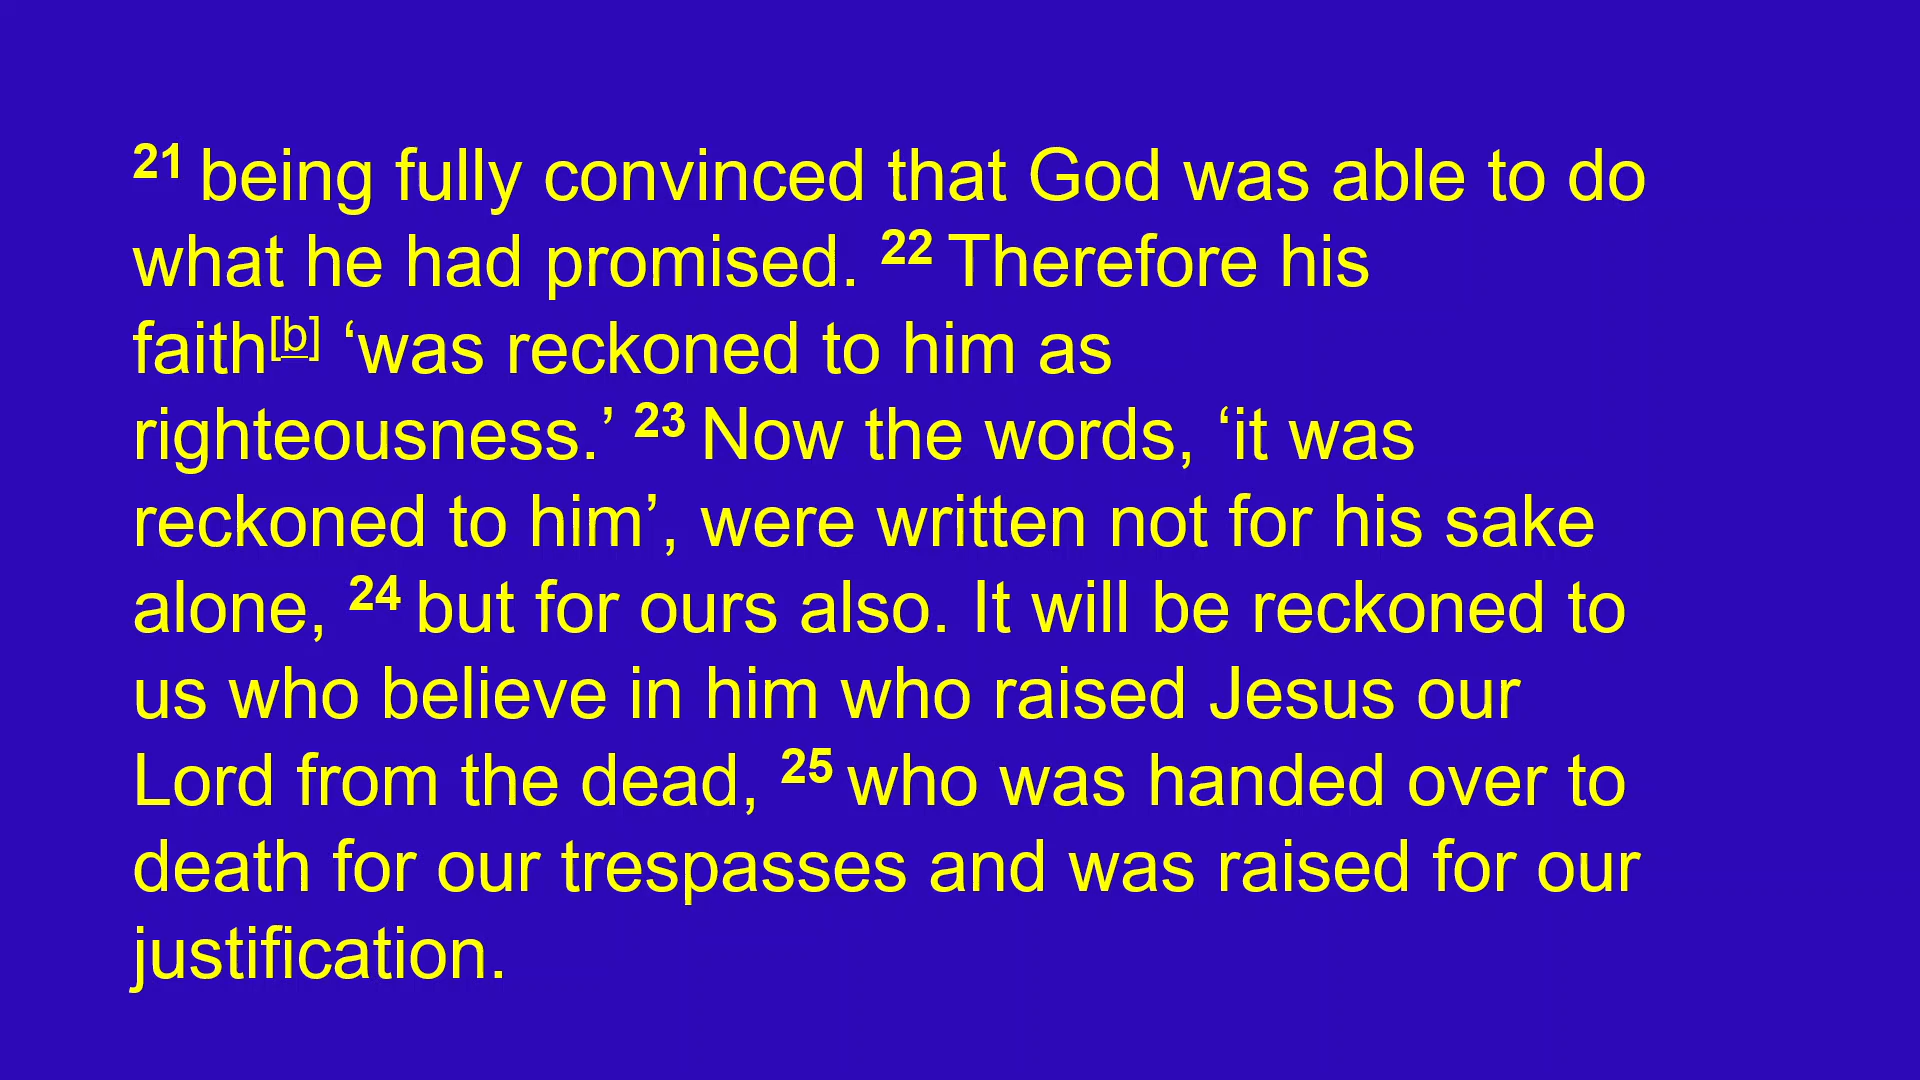 21 being fully convinced that God was able to do
what he had promised. 22 Therefore his
faith[b] ‘was reckoned to him as
righteousness.’ 23 Now the words, ‘it was
reckoned to him’, were written not for his sake
alone, 24 but for ours also. It will be reckoned to
us who believe in him who raised Jesus our
Lord from the dead, 25 who was handed over to
death for our trespasses and was raised for our
justification.